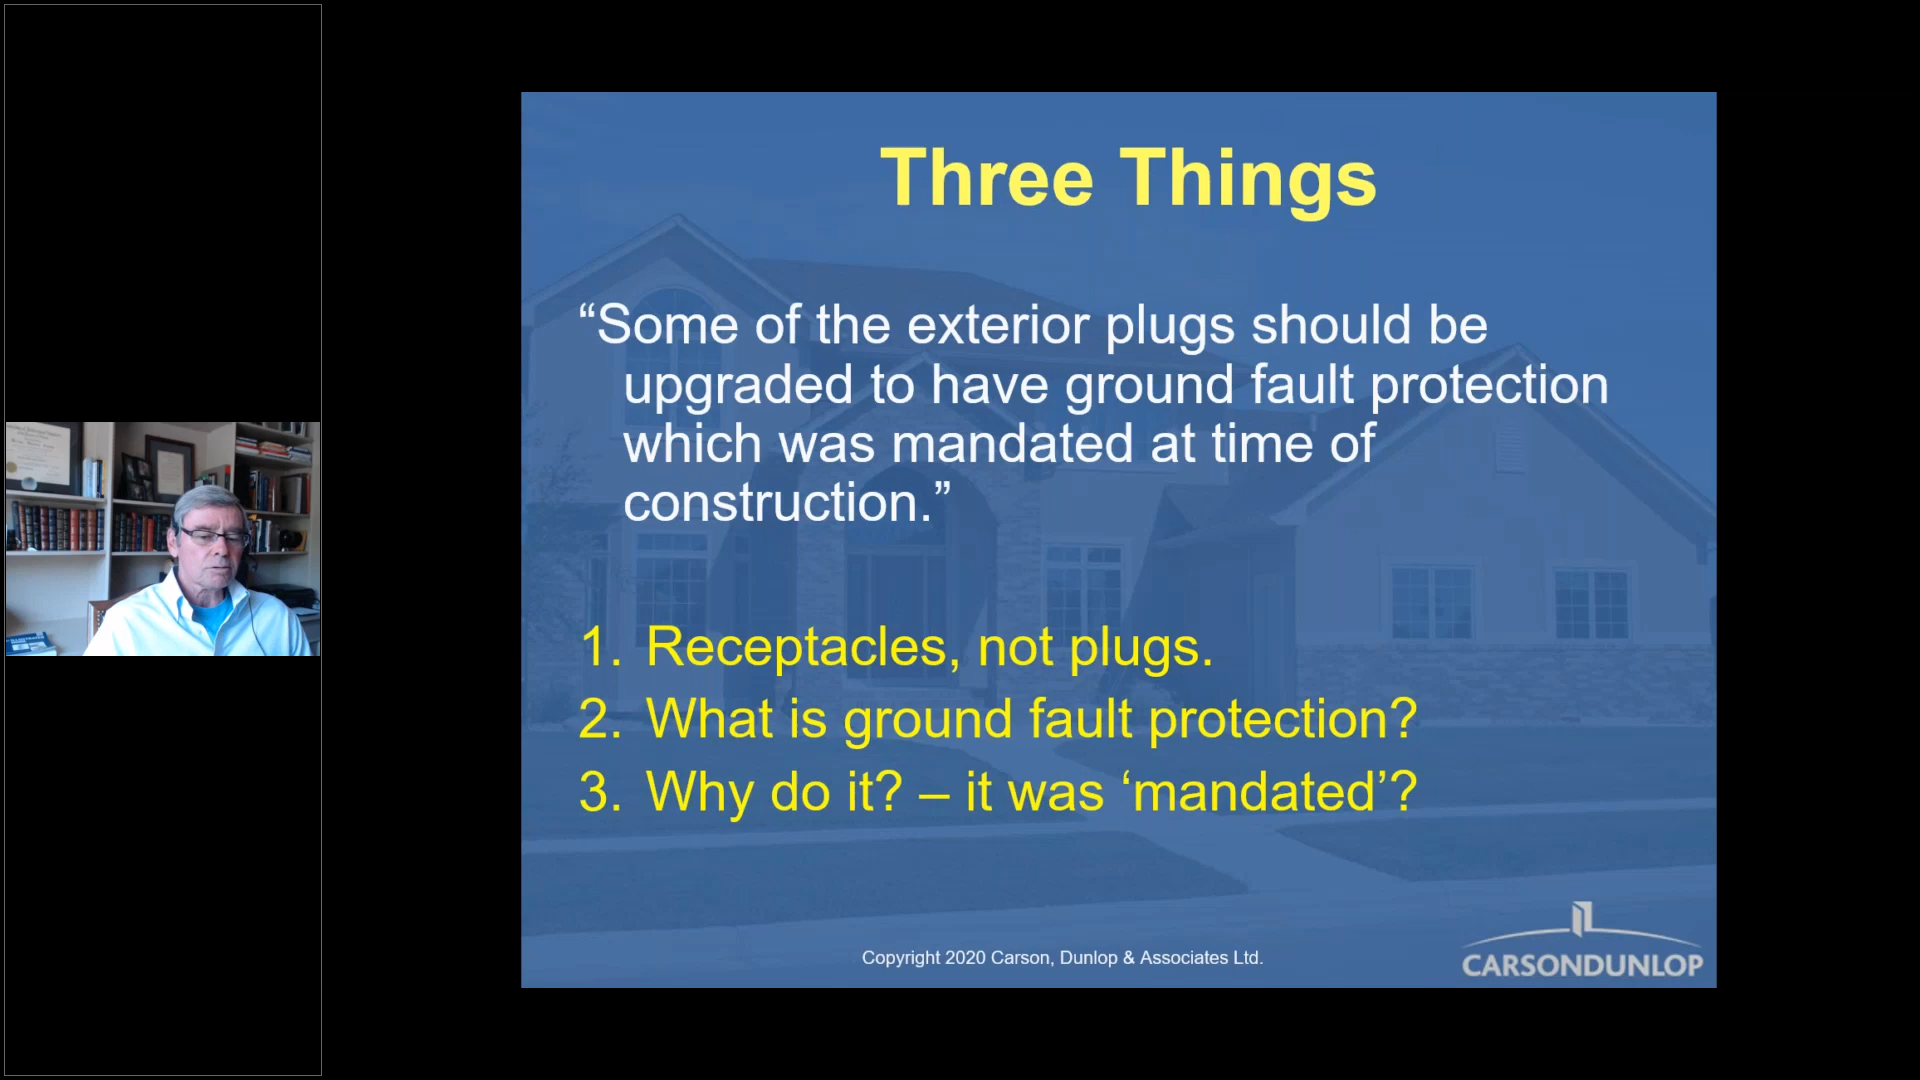 Three Things
“Some of the exterior plugs should be
upgraded to have ground fault protection
which was mandated at time of
construction.”
1. Receptacles, not plugs.
2. What is ground fault protection?
3. Why do it? – it was ‘mandated’?
Copyright 2020 Carson, Dunlop & Associates Ltd.
CARSONDUNLOP